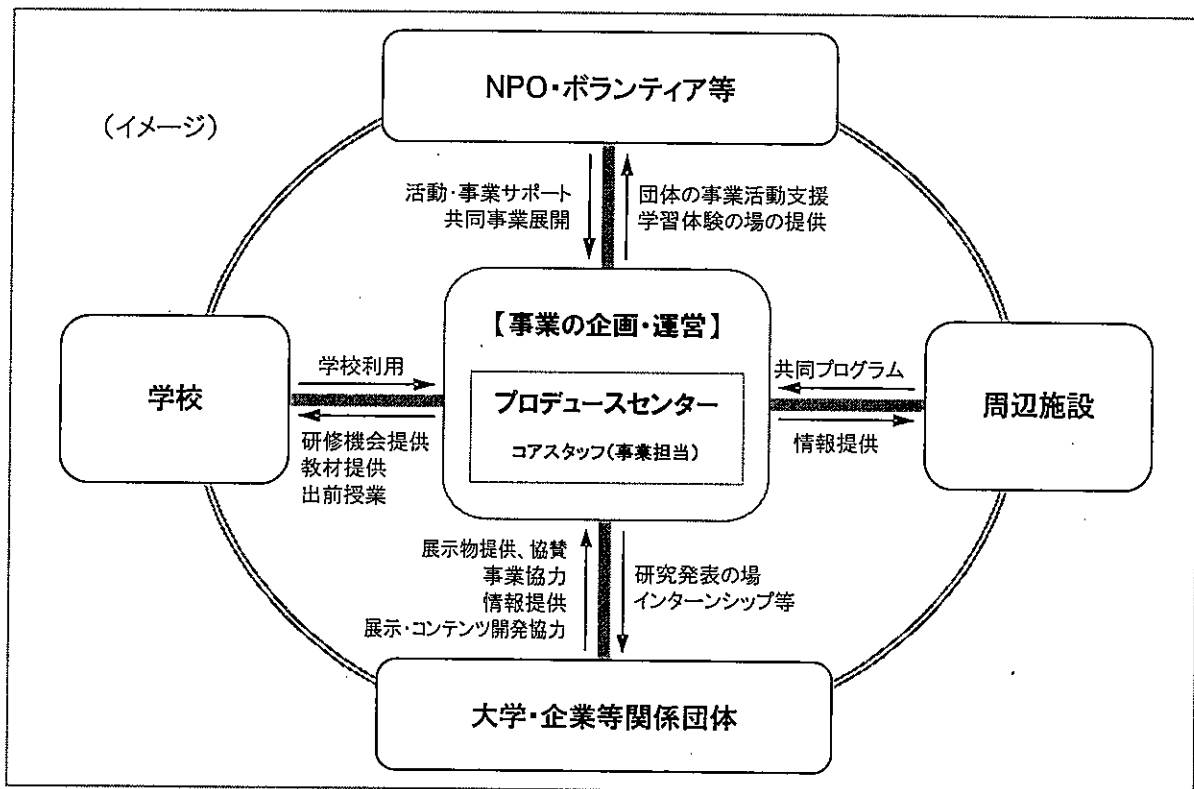 NPO・ボランティア等
（イメージ）
活動・事業サポート
共同事業展開
団体の事業活動支援
学習体験の場の提供
【事業の企画・運営】
プロデュースセンター
コアスタッフ（事業担当）
学校
学校利用
研修機会提供
教材提供
出前授業
共同プログラム
情報提供
周辺施設
展示物提供、協賛
事業協力
情報提供
展示・コンテンツ開発協力
研究発表の場
インターンシップ等
大学・企業等関係団体